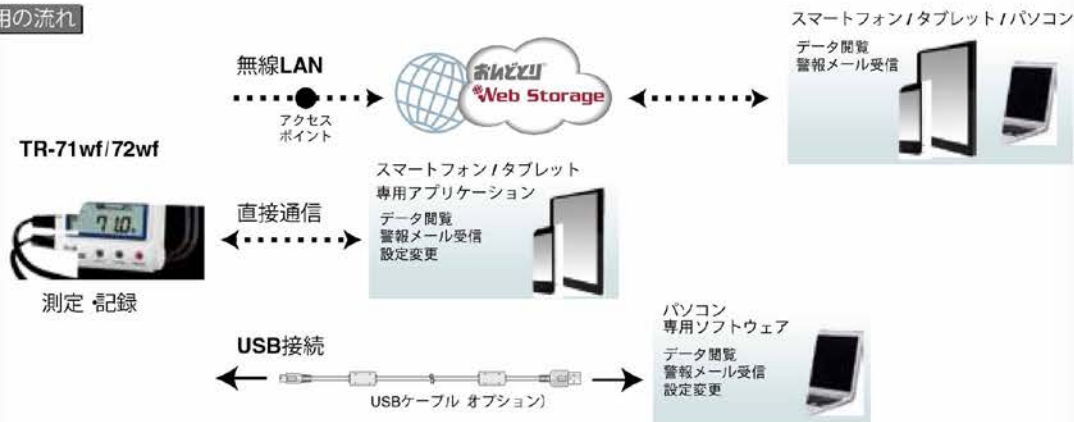 用の流れ
スマートフォン / タブレット / パソコン
データ閲覧
警報メール受信
無線LAN
アクセス
ポイント
おんどとり
Web Storage
TR-71wf/72wf
71.0
測定・記録
直接通信
スマートフォン / タブレット
専用アプリケーション
データ閲覧
警報メール受信
設定変更
USB接続
USBケーブル オプション)
パソコン
専用ソフトウェア
データ閲覧
警報メール受信
設定変更